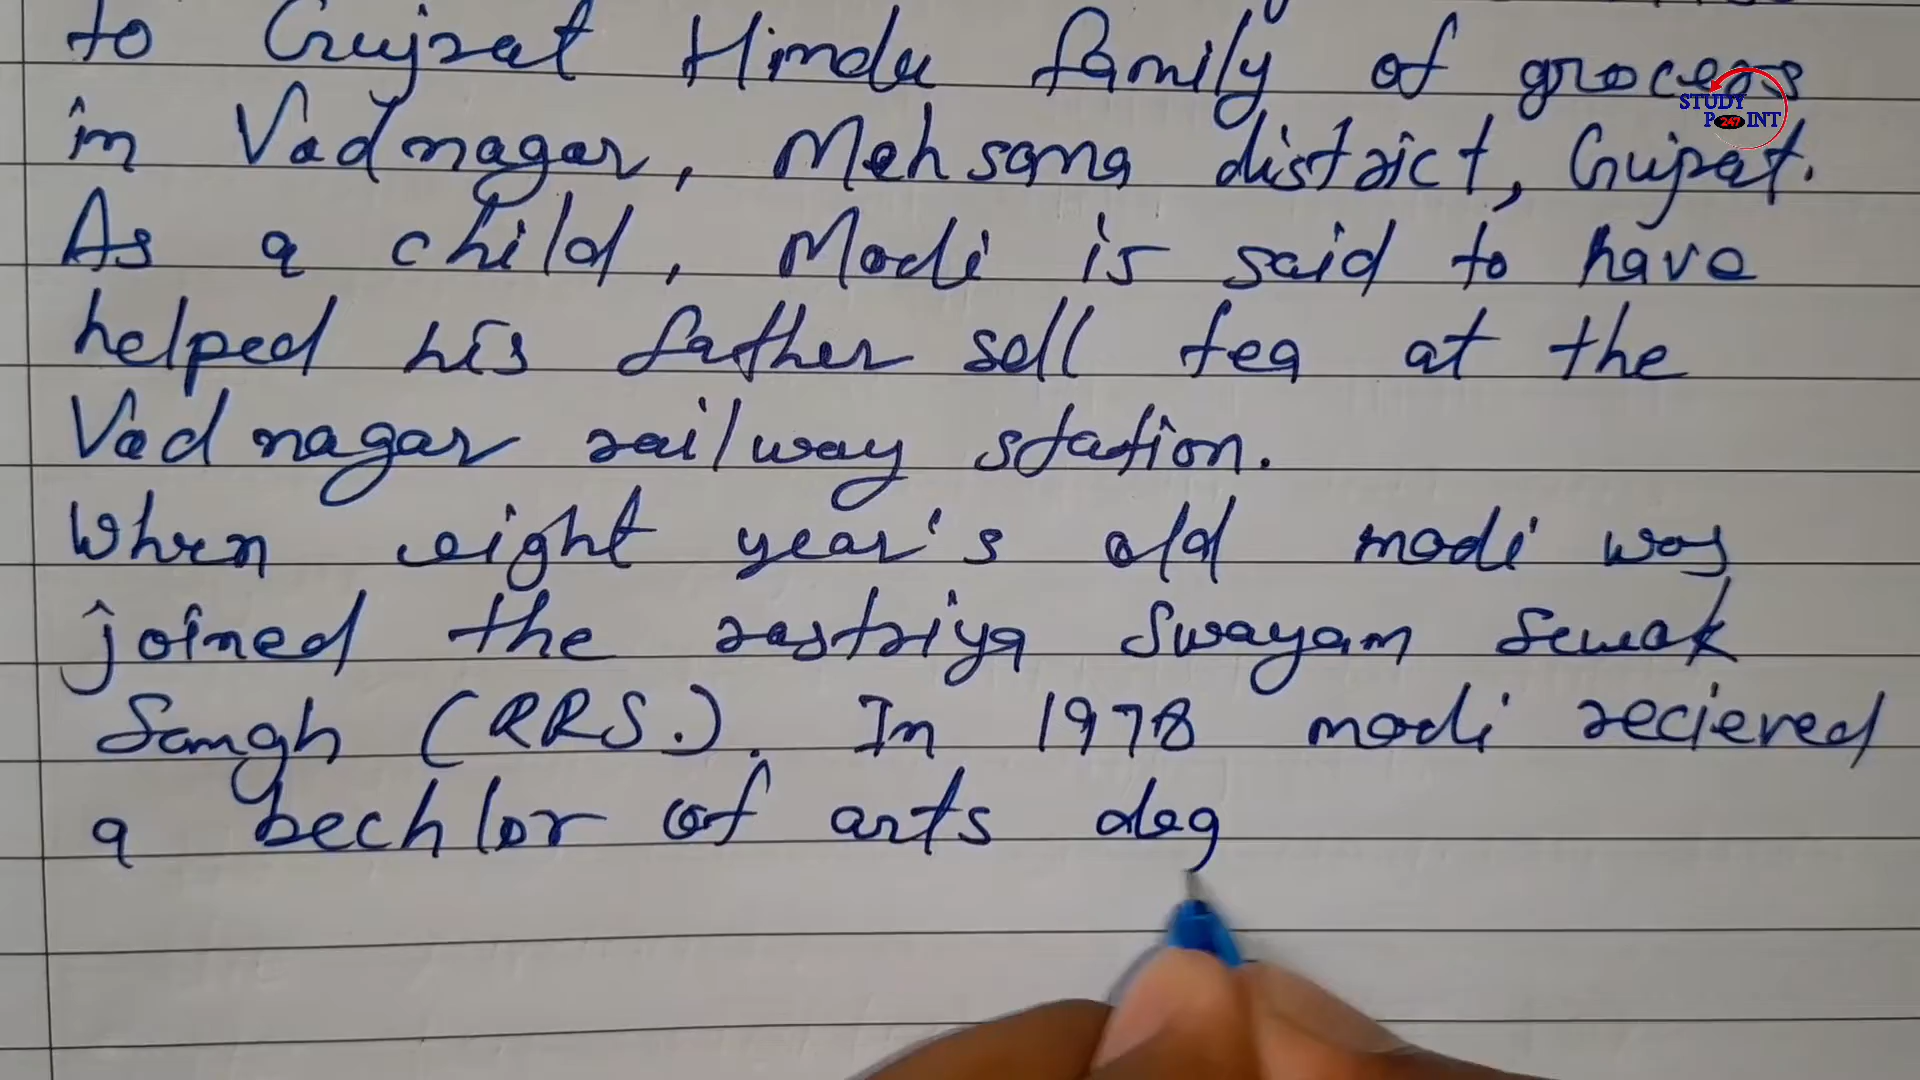 to Gujrat Hindu family of grocess
in Vadnagar, Mehsana district, Gujrat.
As a child, Modi is said to have
helped his father sell tea at the
Vadnagar railway station.
When eight year's old modi was
joined the rastriya Swayam Sewak
Sangh (RRS.). In 1978 modi recieved
a bechlor of arts deg
STUDY
P247INT